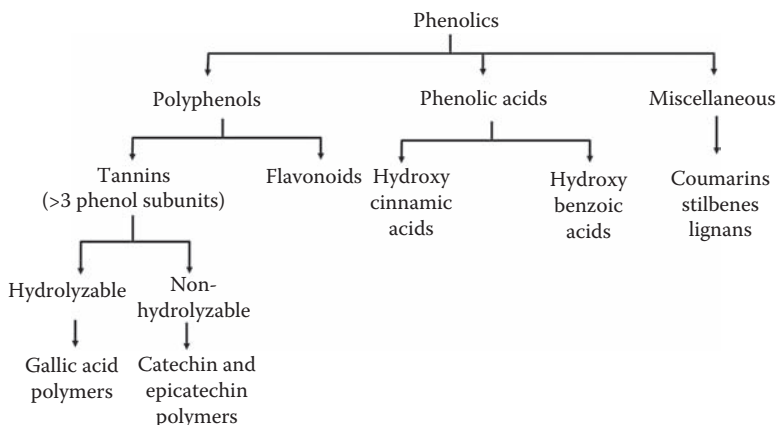 Phenolics
Polyphenols
Phenolic acids
Miscellaneous
Tannins
(>3 phenol subunits)
Flavonoids
Hydroxy
cinnamic
acids
Hydroxy
benzoic
acids
Coumarins
stilbenes
lignans
Hydrolyzable
Non-
hydrolyzable
Gallic acid
polymers
Catechin and
epicatechin
polymers